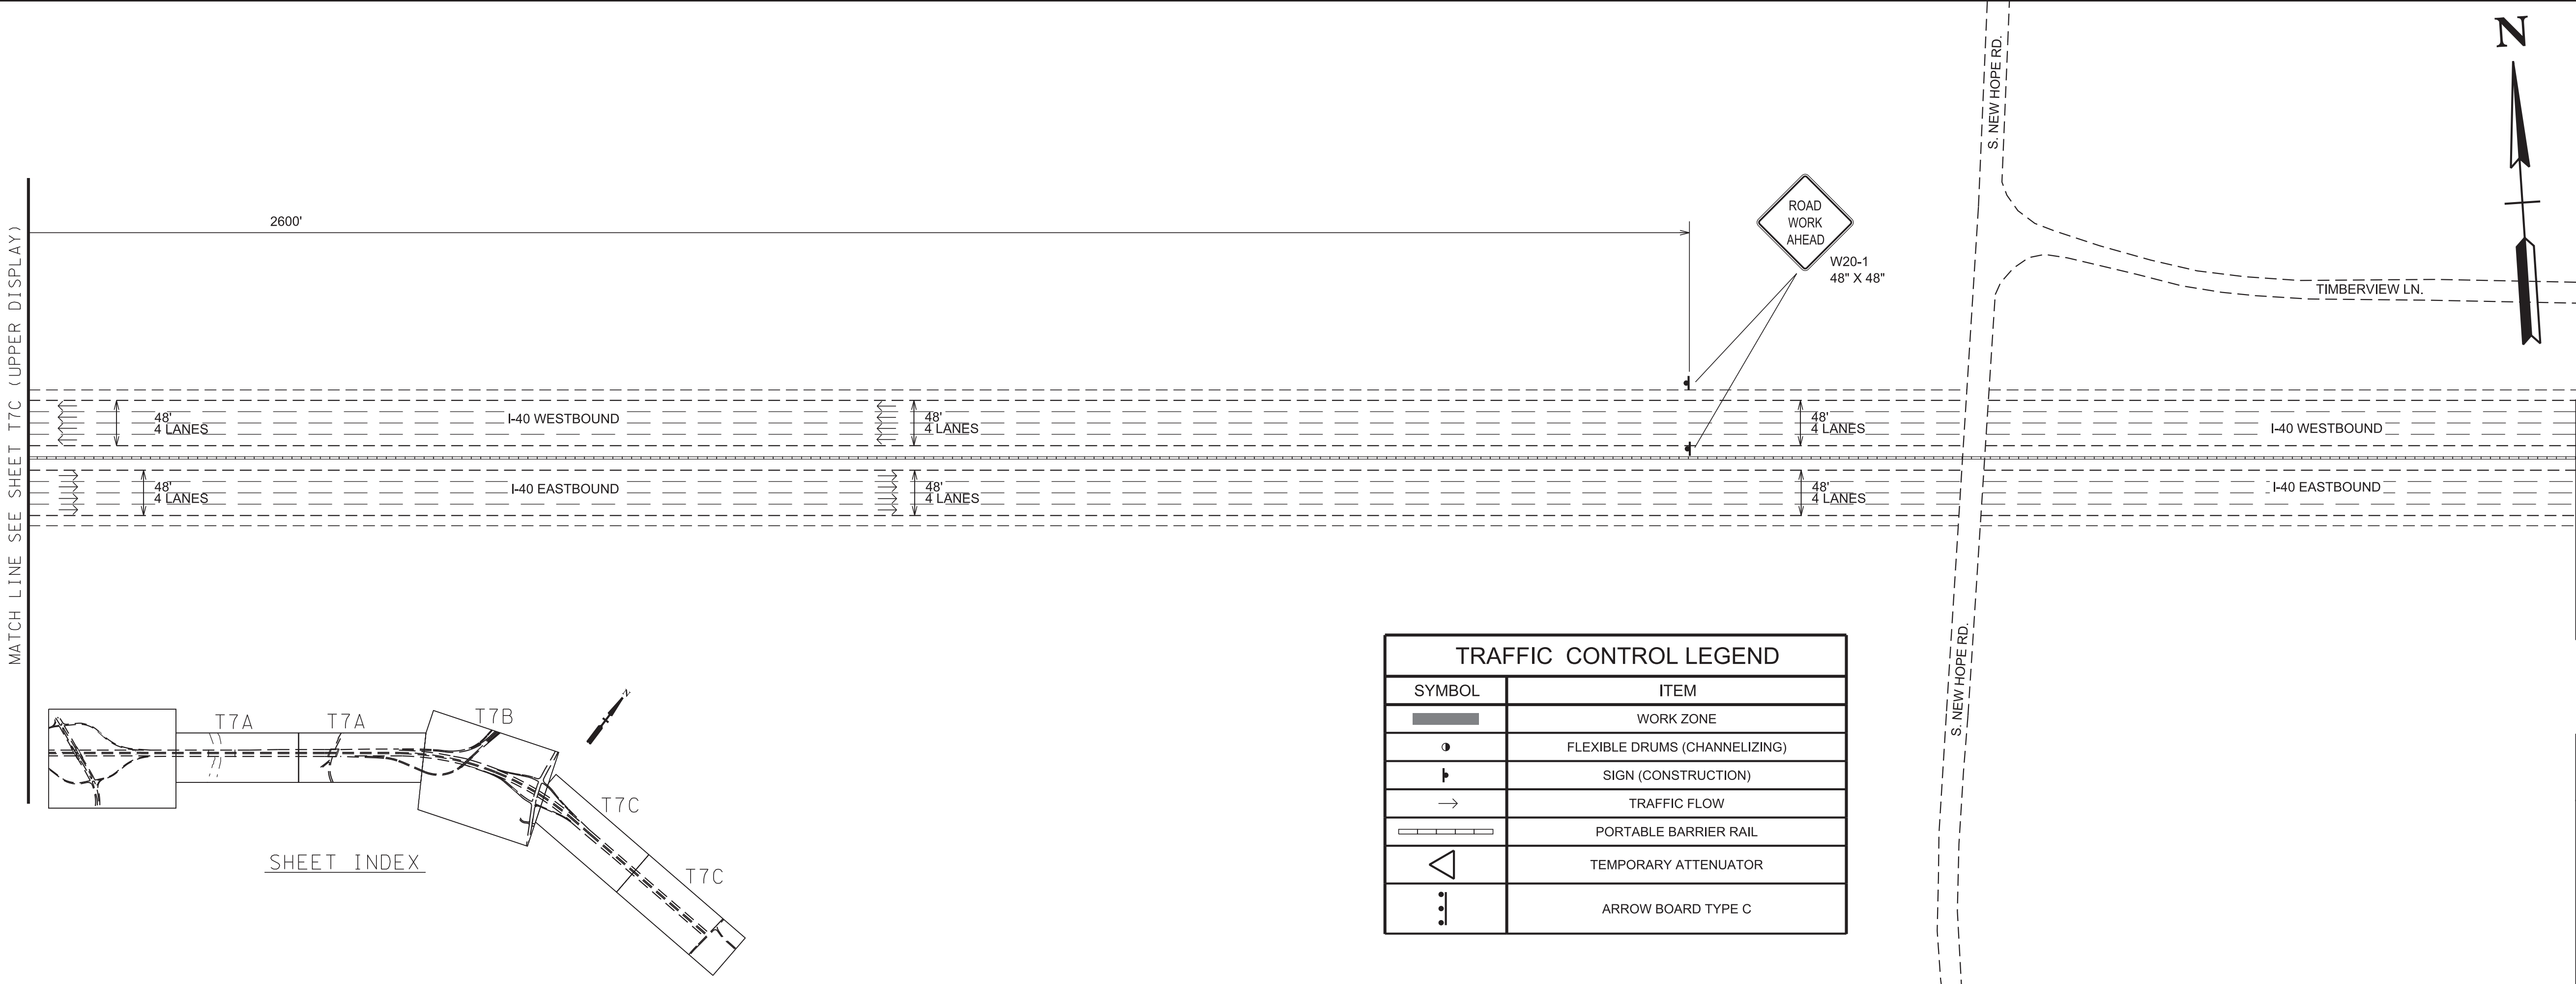 N
S. NEW HOPE RD.
2600'
ROAD
WORK
AHEAD
W20-1
48" X 48"
TIMBERVIEW LN.
MATCH LINE SEE SHEET T7C (UPPER DISPLAY)
48'
4 LANES
I-40 WESTBOUND
48'
4 LANES
48'
4 LANES
I-40 WESTBOUND
48'
4 LANES
I-40 EASTBOUND
48'
4 LANES
48'
4 LANES
I-40 EASTBOUND
S. NEW HOPE RD.
TRAFFIC CONTROL LEGEND
SYMBOL ITEM
WORK ZONE
FLEXIBLE DRUMS (CHANNELIZING)
SIGN (CONSTRUCTION)
TRAFFIC FLOW
PORTABLE BARRIER RAIL
TEMPORARY ATTENUATOR
ARROW BOARD TYPE C
N
T7A
T7A
T7B
T7C
T7C
SHEET INDEX